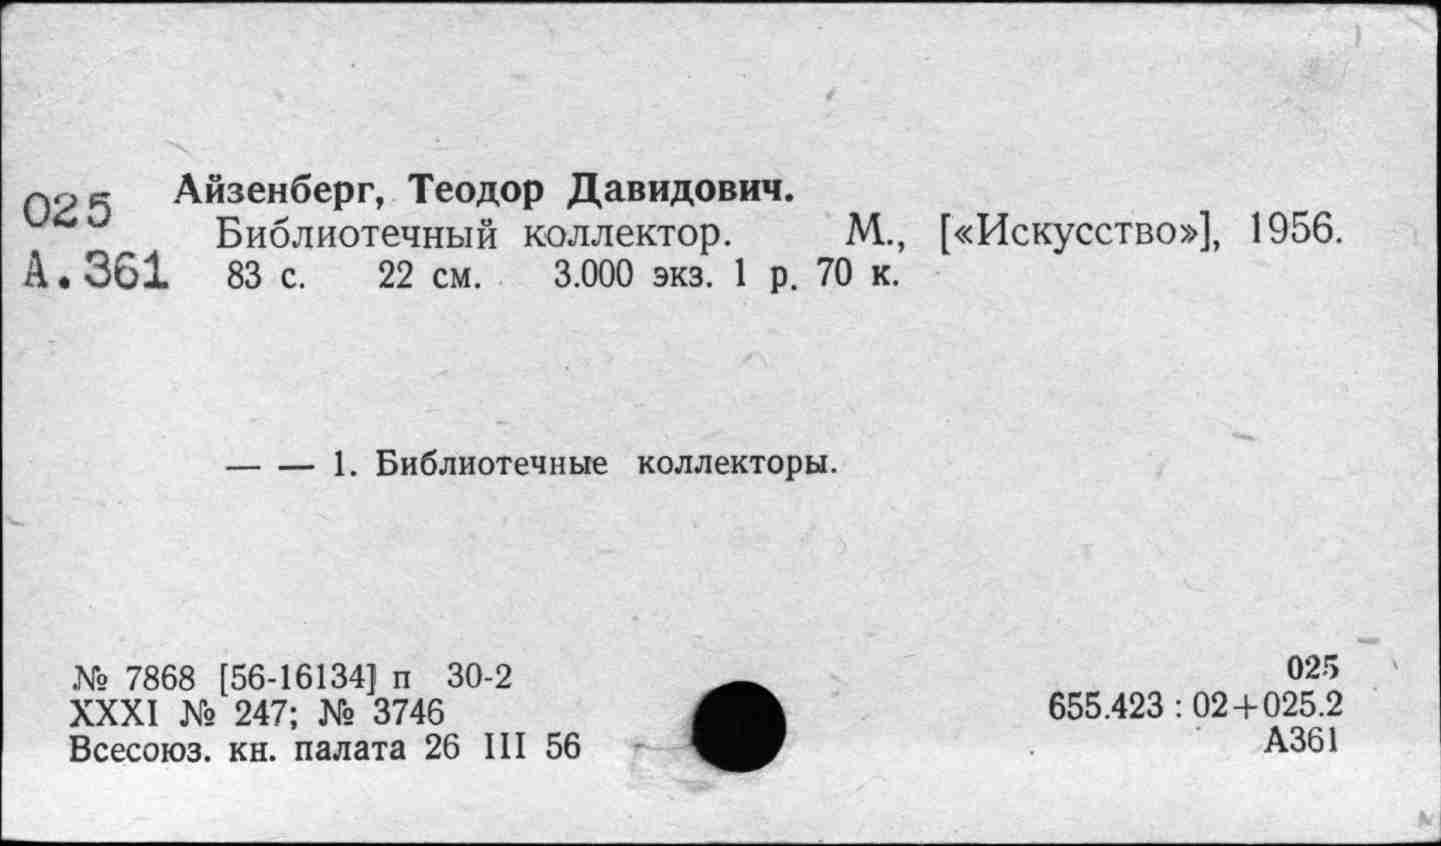 025
А.361
Айзенберг, Теодор Давидович.
Библиотечный коллектор. М., [«Искусство»], 1956.
83 с. 22 см. 3.000 экз. 1 р. 70 к.
— — 1. Библиотечные коллекторы.
№ 7868 [56-16134] п 30-2
XXXI № 247; № 3746
Всесоюз. кн. палата 26 III 56
025
655.423 : 02+025.2
А361